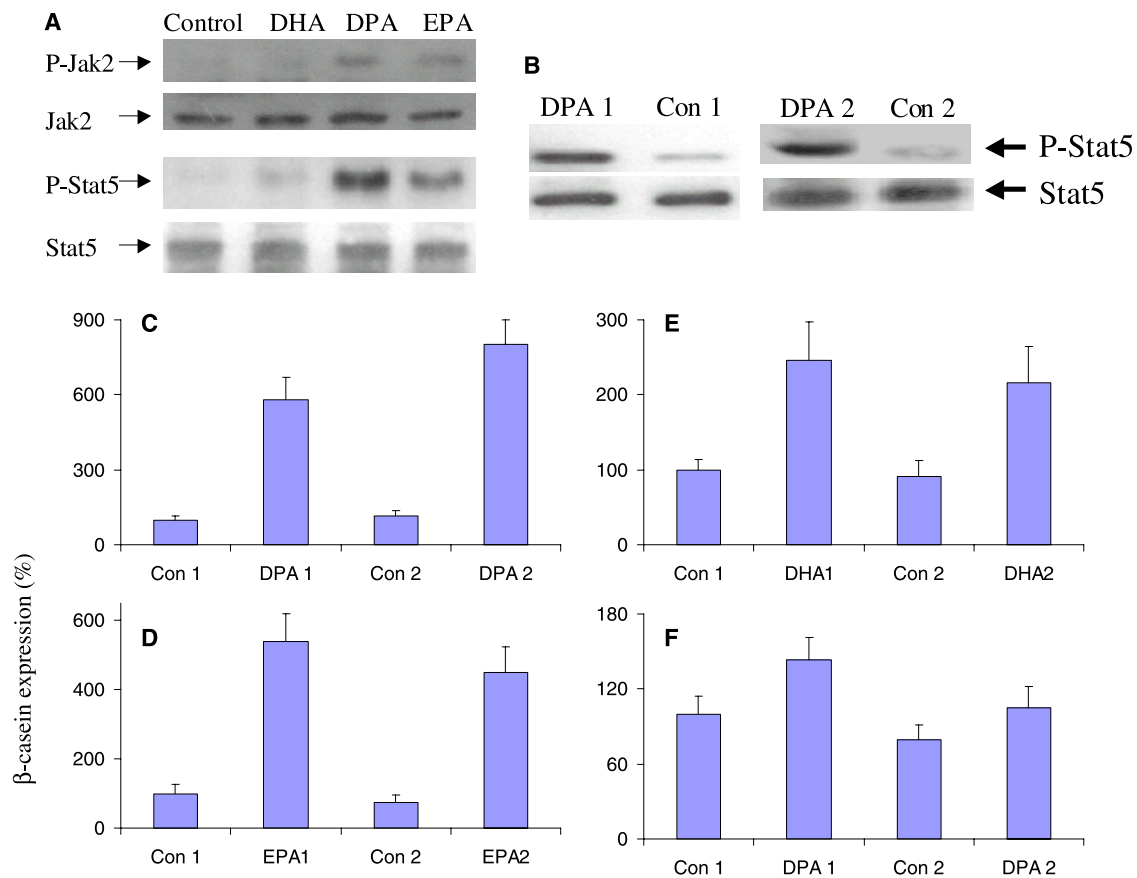 A
Control DHA DPA EPA
P-Jak2
Jak2
P-Stat5
Stat5
B
DPA 1 Con 1 DPA 2 Con 2
P-Stat5
Stat5
β-casein expression (%)
C
900
600
300
0
Con 1 DPA 1 Con 2 DPA 2
E
300
200
100
0
Con 1 DHA1 Con 2 DHA2
D
600
400
200
0
Con 1 EPA1 Con 2 EPA2
F
180
120
60
0
Con 1 DPA 1 Con 2 DPA 2